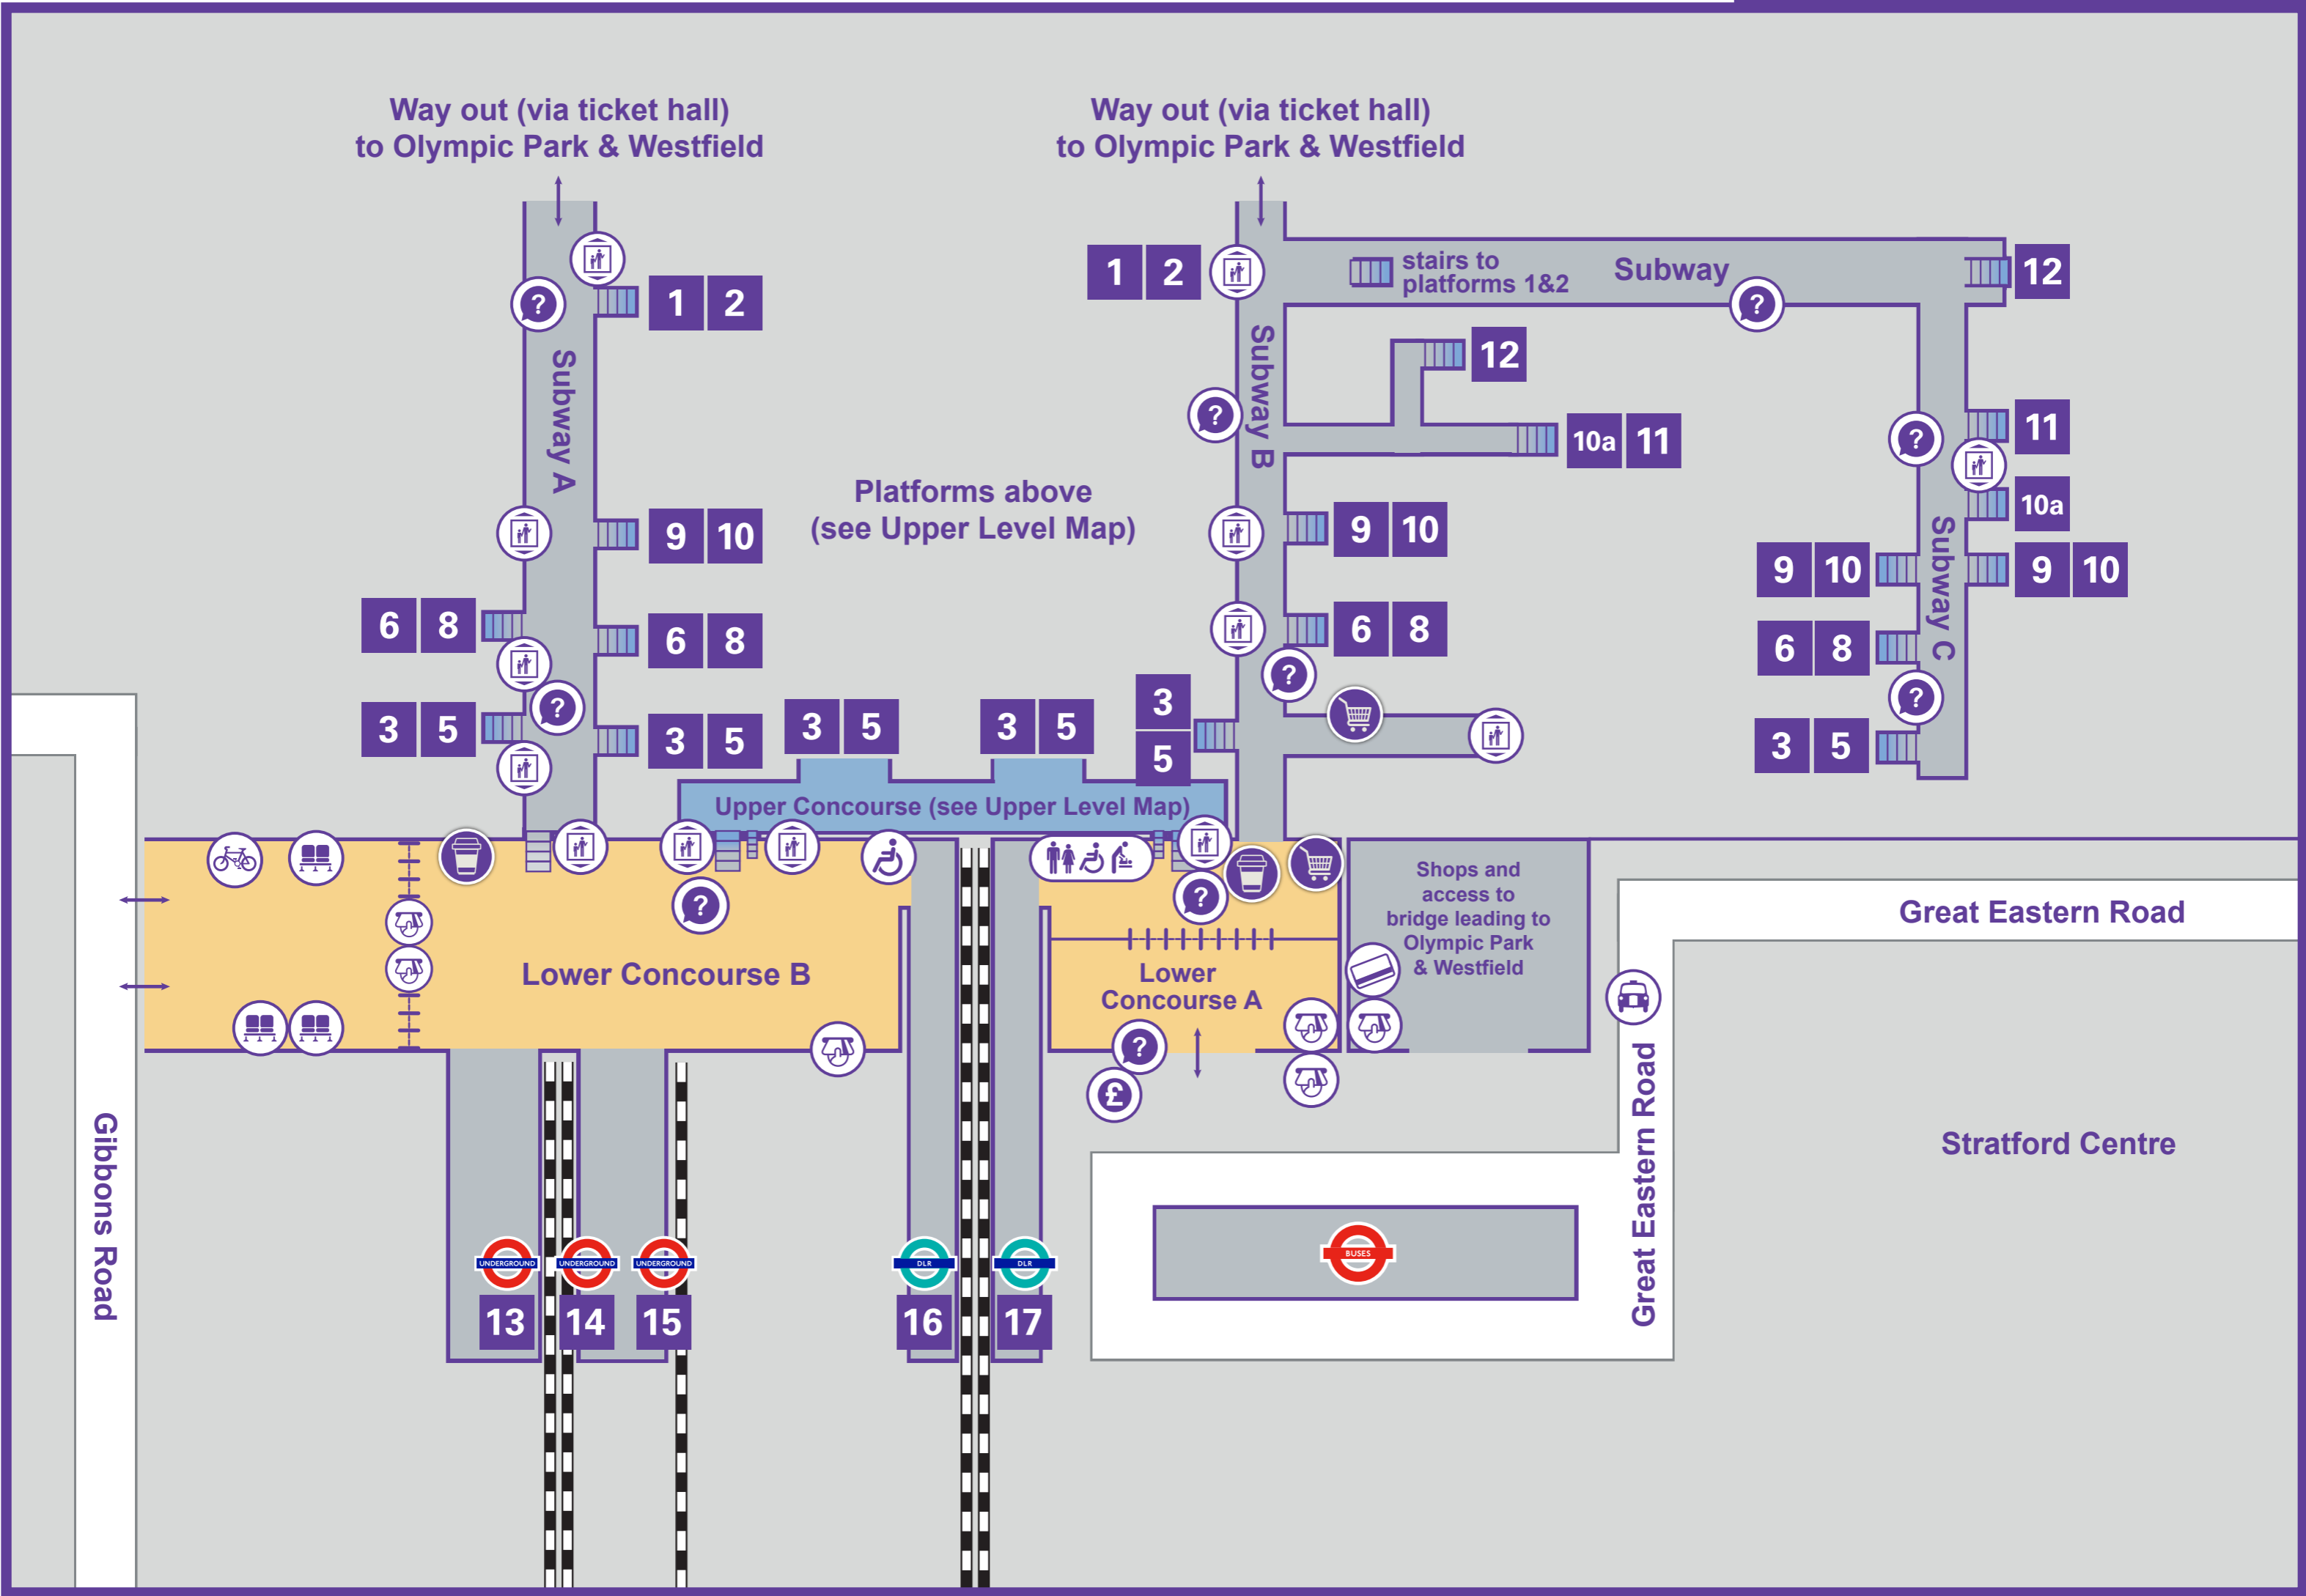 Way out (via ticket hall)
to Olympic Park & Westfield
Way out (via ticket hall)
to Olympic Park & Westfield
1 2
stairs to
platforms 1&2
Subway
12
?
1 2
?
Subway A
Subway B
12
?
10a 11
11
?
Platforms above
(see Upper Level Map)
10a
Subway C
9 10
9 10
9 10
9 10
6 8
6 8
6 8
6 8
?
?
?
3 5
3 5
3 5
3 5
3
5
3 5
Upper Concourse (see Upper Level Map)
?
?
Shops and
access to
bridge leading to
Olympic Park
& Westfield
Great Eastern Road
Lower Concourse B
Lower
Concourse A
?
£
Gibbons Road
Great Eastern Road
Stratford Centre
UNDERGROUND
UNDERGROUND
UNDERGROUND
DLR
DLR
BUSES
13
14
15
16
17